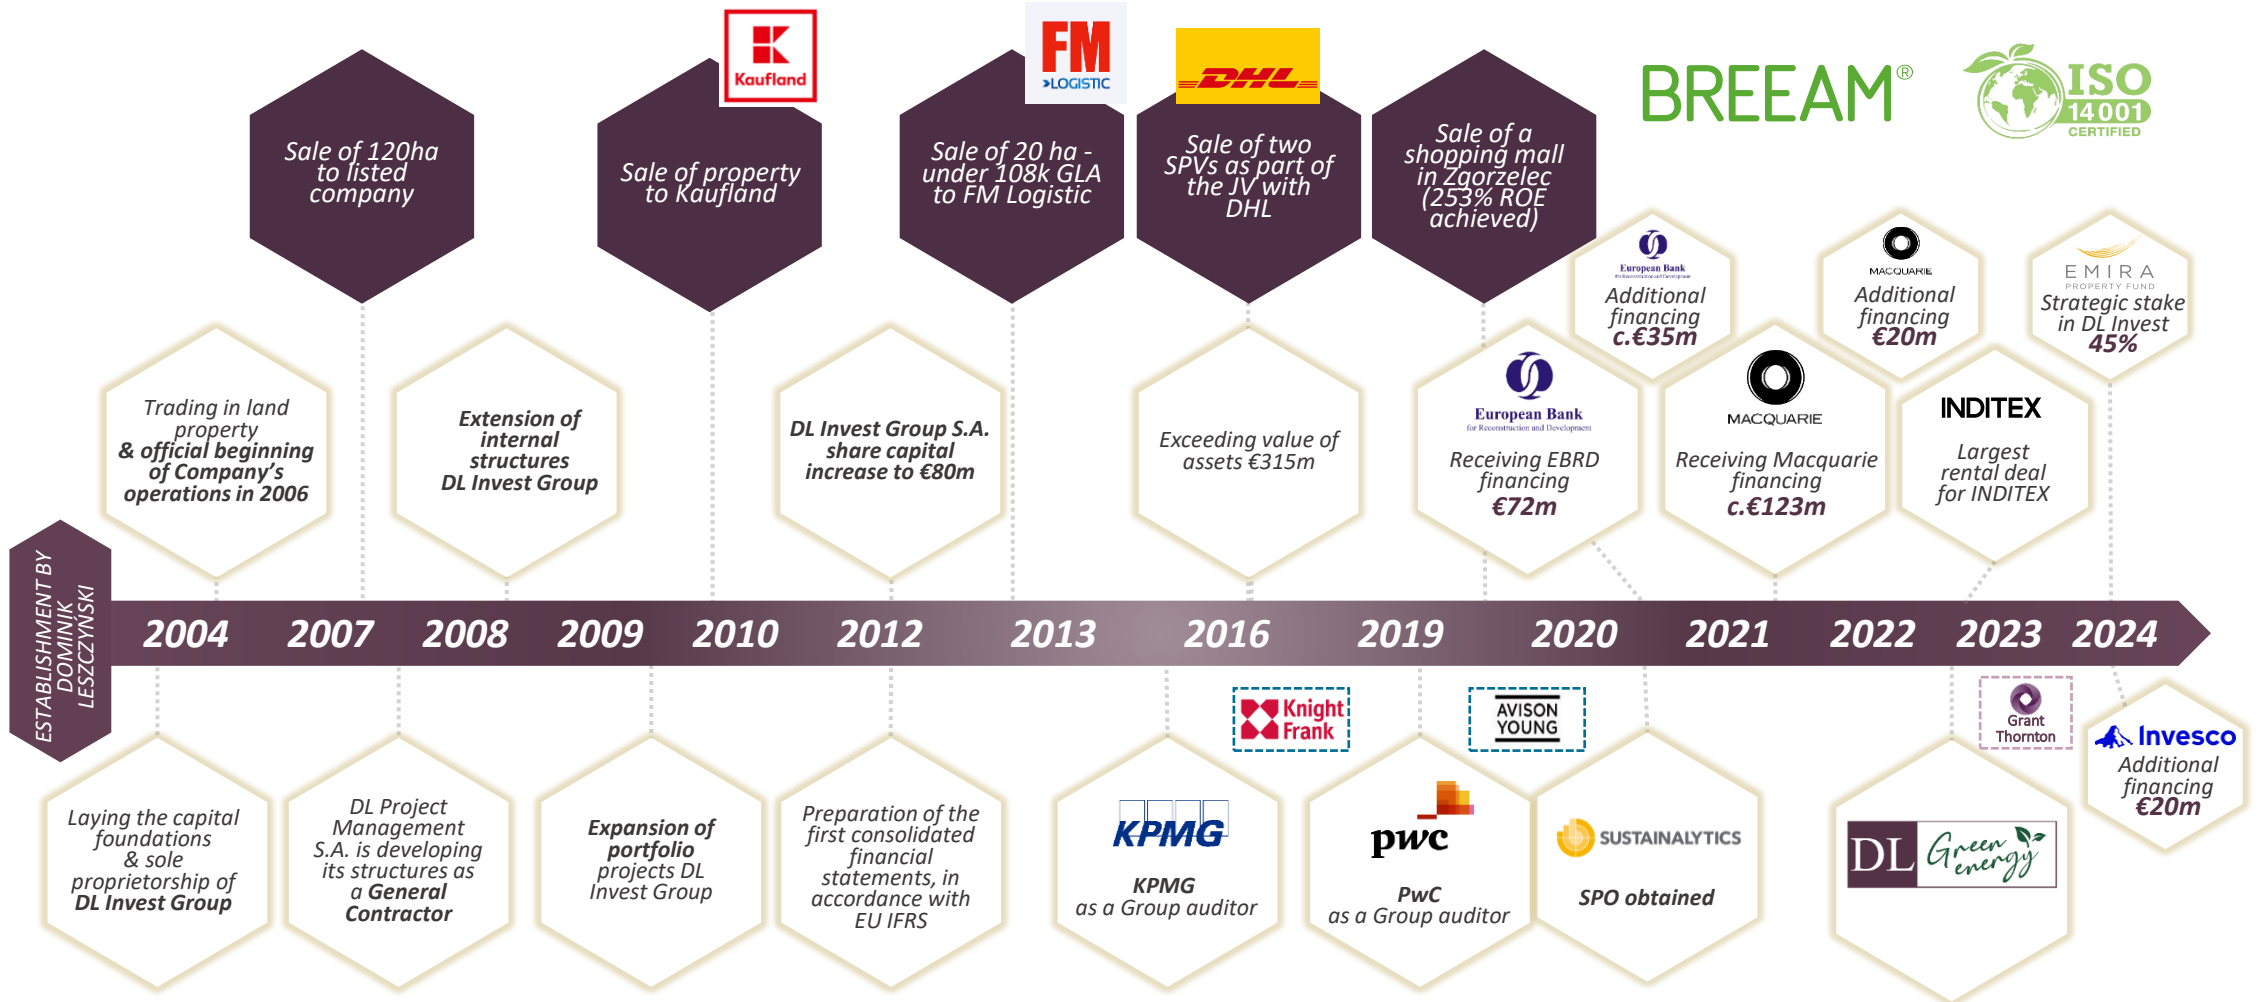 Kaufland
FM
LOGISTIC
DHL
BREEAM®
ISO
14001
CERTIFIED
Sale of 120ha
to listed
company
Sale of property
to Kaufland
Sale of 20 ha -
under 108k GLA
to FM Logistic
Sale of two
SPVs as part of
the JV with
DHL
Sale of a
shopping mall
in Zgorzelec
(253% ROE
achieved)
European Bank
for Reconstruction and Development
Additional
financing
c.€35m
MACQUARIE
Additional
financing
€20m
EMIRA
PROPERTY FUND
Strategic stake
in DL Invest
45%
Trading in land
property
& official beginning
of Company's
operations in 2006
Extension of
internal
structures
DL Invest Group
DL Invest Group S.A.
share capital
increase to €80m
Exceeding value of
assets €315m
European Bank
for Reconstruction and Development
Receiving EBRD
financing
€72m
MACQUARIE
Receiving Macquarie
financing
c.€123m
INDITEX
Largest
rental deal
for INDITEX
ESTABLISHMENT BY
DOMINIK
LESZCZYŃSKI
2004 2007 2008 2009 2010 2012 2013 2016 2019 2020 2021 2022 2023 2024
Knight
Frank
AVISON
YOUNG
Grant
Thornton
Laying the capital
foundations
& sole
proprietorship of
DL Invest Group
DL Project
Management
S.A. is developing
its structures as
a General
Contractor
Expansion of
portfolio
projects DL
Invest Group
Preparation of the
first consolidated
financial
statements, in
accordance with
EU IFRS
KPMG
KPMG
as a Group auditor
pwc
PwC
as a Group auditor
SUSTAINALYTICS
SPO obtained
DL Green
energy
Invesco
Additional
financing
€20m